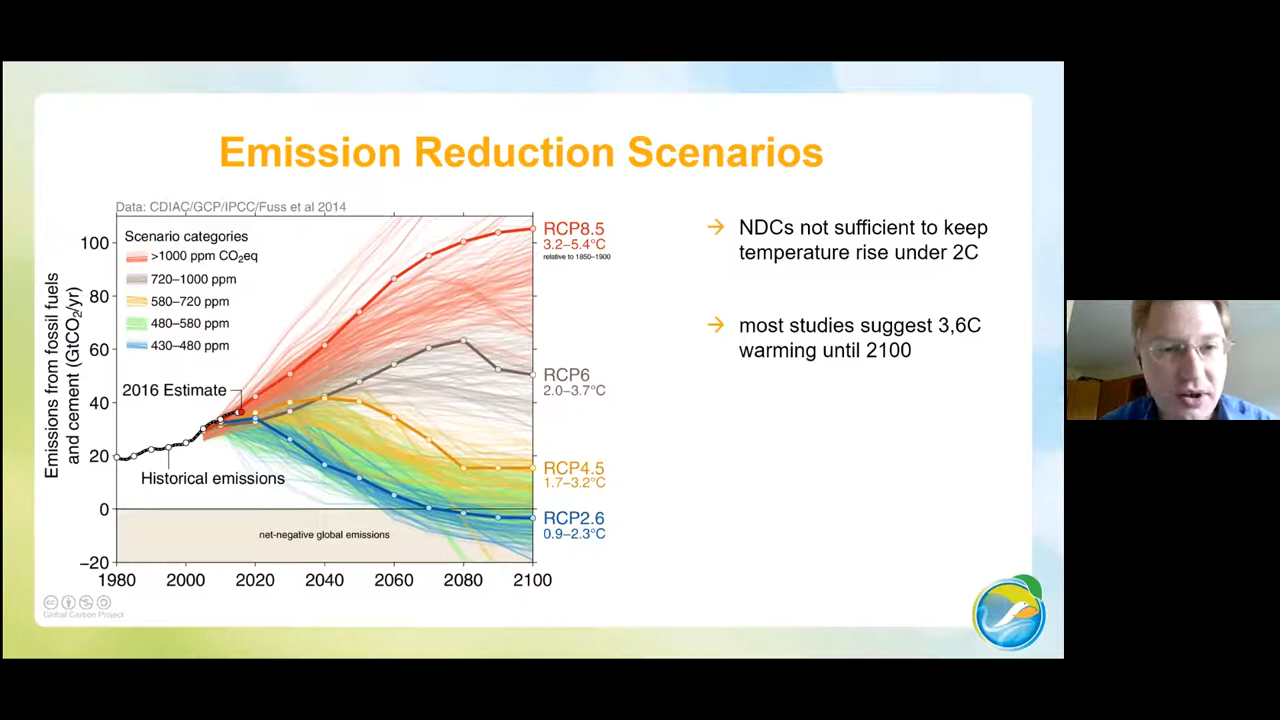 Emission Reduction Scenarios
Data: CDIAC/GCP/IPCC/Fuss et al 2014
Emissions from fossil fuels
and cement (GtCO2/yr)
100
80
60
40
20
0
−20
Scenario categories
>1000 ppm CO2eq
720–1000 ppm
580–720 ppm
480–580 ppm
430–480 ppm
2016 Estimate
Historical emissions
net-negative global emissions
1980 2000 2020 2040 2060 2080 2100
RCP8.5
3.2–5.4°C
relative to 1850–1900
RCP6
2.0–3.7°C
RCP4.5
1.7–3.2°C
RCP2.6
0.9–2.3°C
Global Carbon Project
→ NDCs not sufficient to keep
temperature rise under 2C
→ most studies suggest 3,6C
warming until 2100